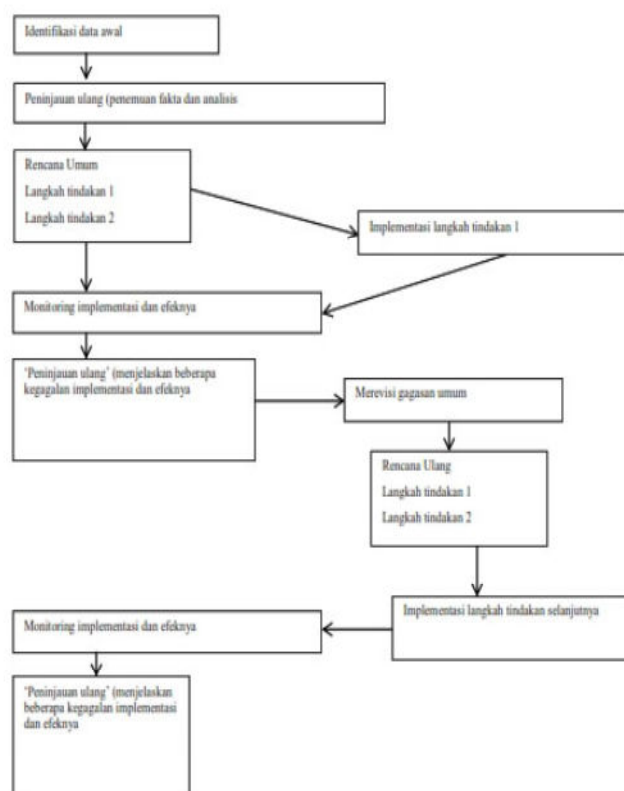 Identifikasi data awal
Peninjauan ulang (penemuan fakta dan analisis
Rencana Umum
Langkah tindakan 1
Langkah tindakan 2
Implementasi langkah tindakan 1
Monitoring implementasi dan efeknya
'Peninjauan ulang' (menjelaskan beberapa
kegagalan implementasi dan efeknya
Merevisi gagasan umum
Rencana Ulang
Langkah tindakan 1
Langkah tindakan 2
Implementasi langkah tindakan selanjutnya
Monitoring implementasi dan efeknya
'Peninjauan ulang' (menjelaskan
beberapa kegagalan implementasi
dan efeknya